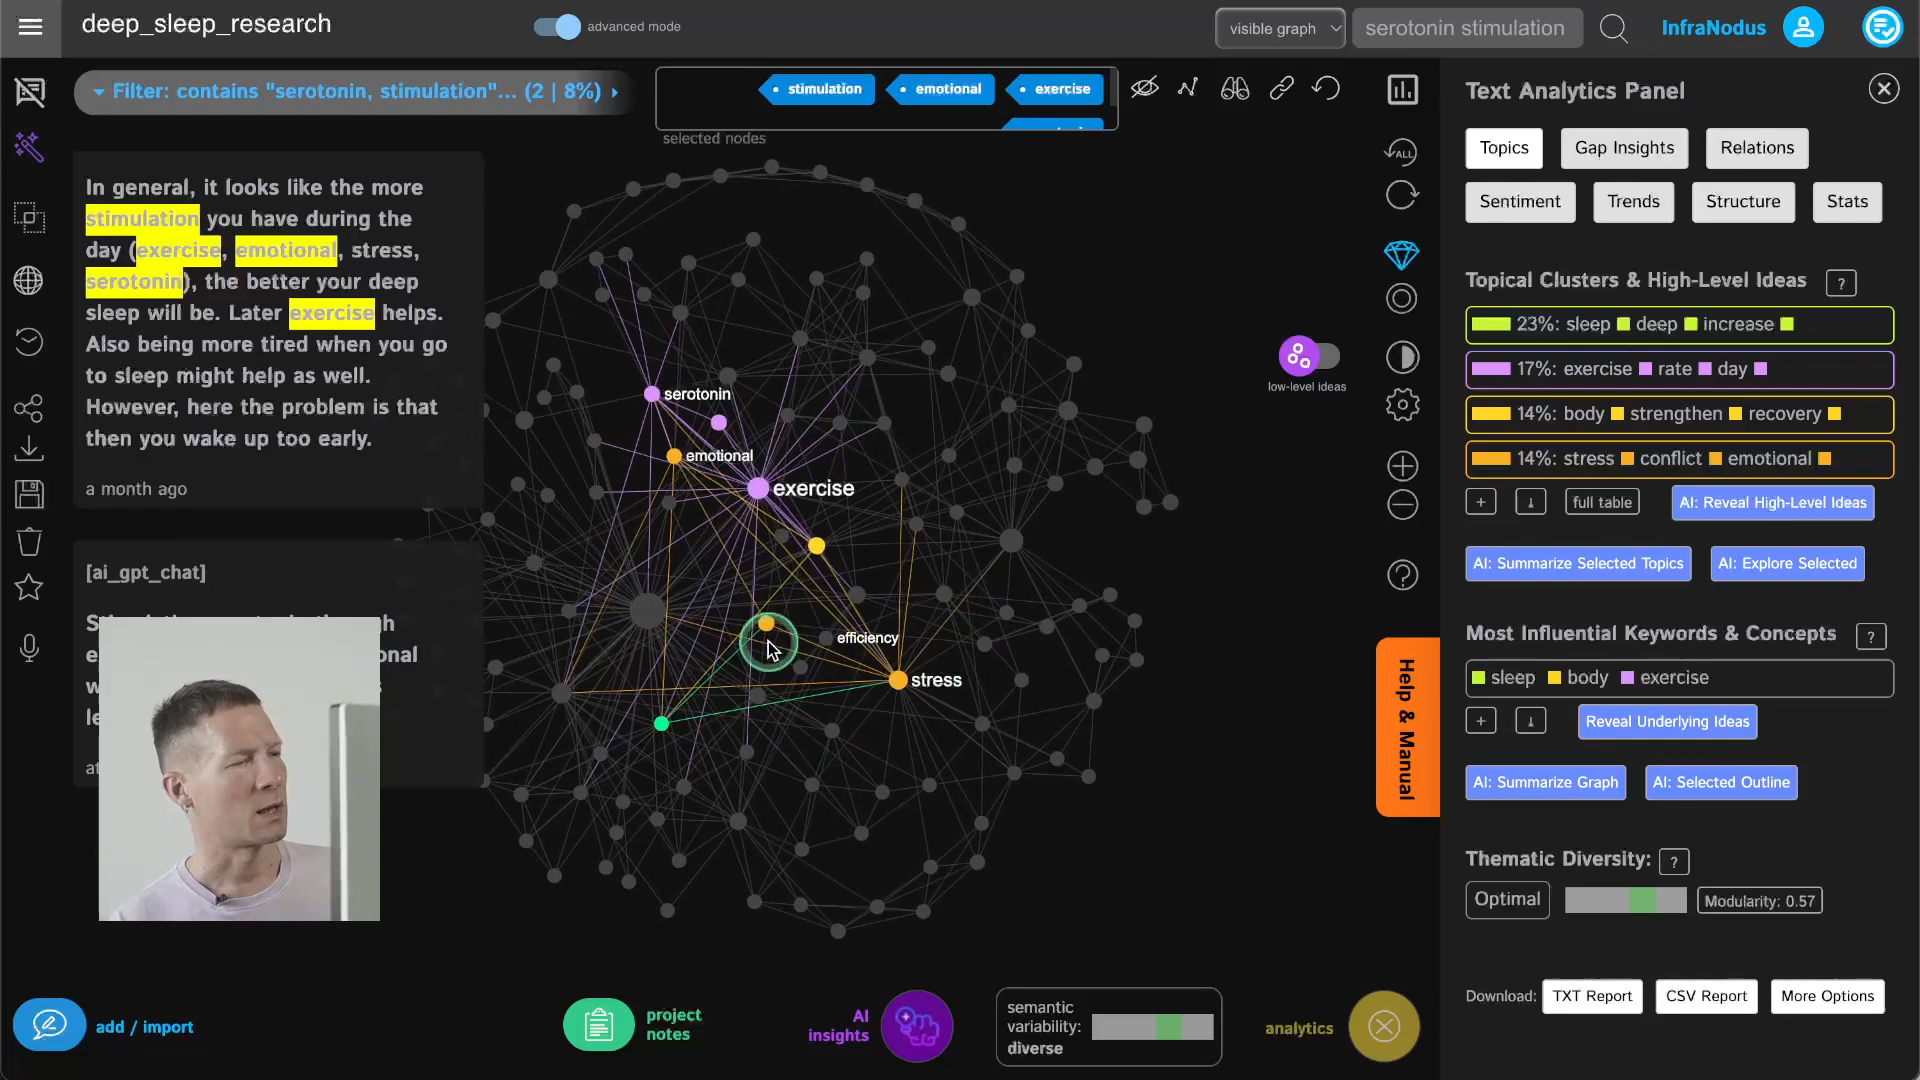 deep_sleep_research
advanced mode
visible graph
serotonin stimulation
InfraNodus
Filter: contains "serotonin, stimulation"... (2 | 8%)
stimulation
emotional
exercise
selected nodes
ALL
In general, it looks like the more
stimulation you have during the
day (exercise, emotional, stress,
serotonin), the better your deep
sleep will be. Later exercise helps.
Also being more tired when you go
to sleep might help as well.
However, here the problem is that
then you wake up too early.
a month ago
[ai_gpt_chat]
serotonin
emotional
exercise
efficiency
stress
low-level ideas
Help & Manual
Text Analytics Panel
Topics
Gap Insights
Relations
Sentiment
Trends
Structure
Stats
Topical Clusters & High-Level Ideas ?
23%: sleep deep increase
17%: exercise rate day
14%: body strengthen recovery
14%: stress conflict emotional
+
full table
AI: Reveal High-Level Ideas
AI: Summarize Selected Topics
AI: Explore Selected
Most Influential Keywords & Concepts ?
sleep body exercise
+
Reveal Underlying Ideas
AI: Summarize Graph
AI: Selected Outline
Thematic Diversity: ?
Optimal
Modularity: 0.57
Download:
TXT Report
CSV Report
More Options
add / import
project
notes
AI
insights
semantic
variability:
diverse
analytics